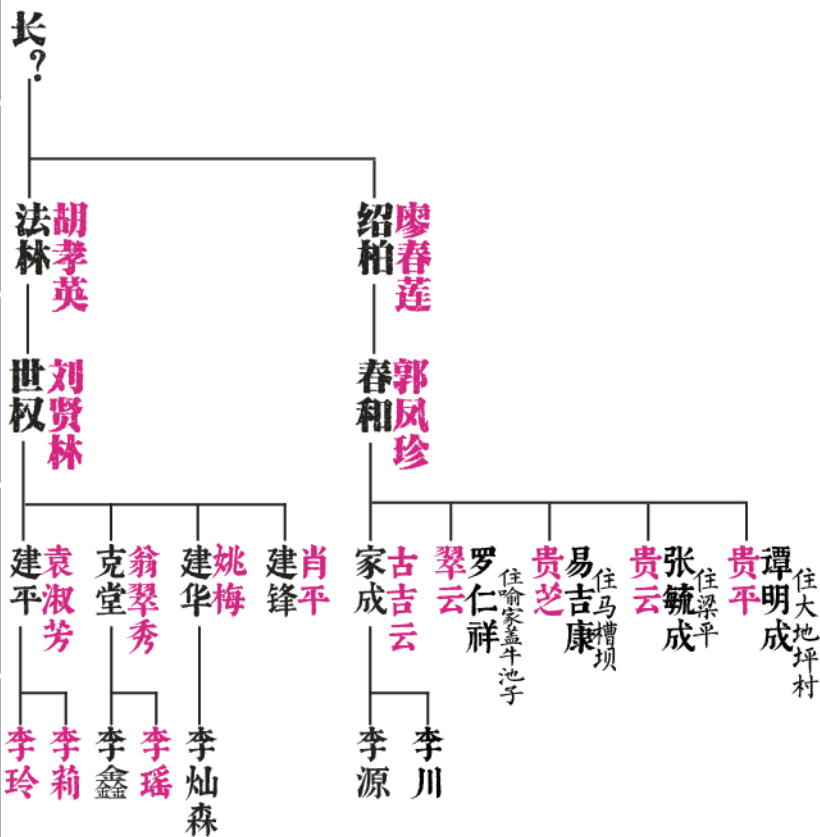 长？
法林
胡孝英
绍柏
廖春莲
世权
刘贤林
春和
郭凤珍
建平
袁淑芳
克堂
翁翠秀
建华
姚梅
建锋
肖平
家成
古吉云
翠云
罗仁祥
住喻家盖牛池子
贵芝
易吉康
住马槽坝
贵云
张毓成
住梁平
贵平
谭明成
住大地坪村
李玲
李莉
李鑫
李瑶
李灿森
李源
李川